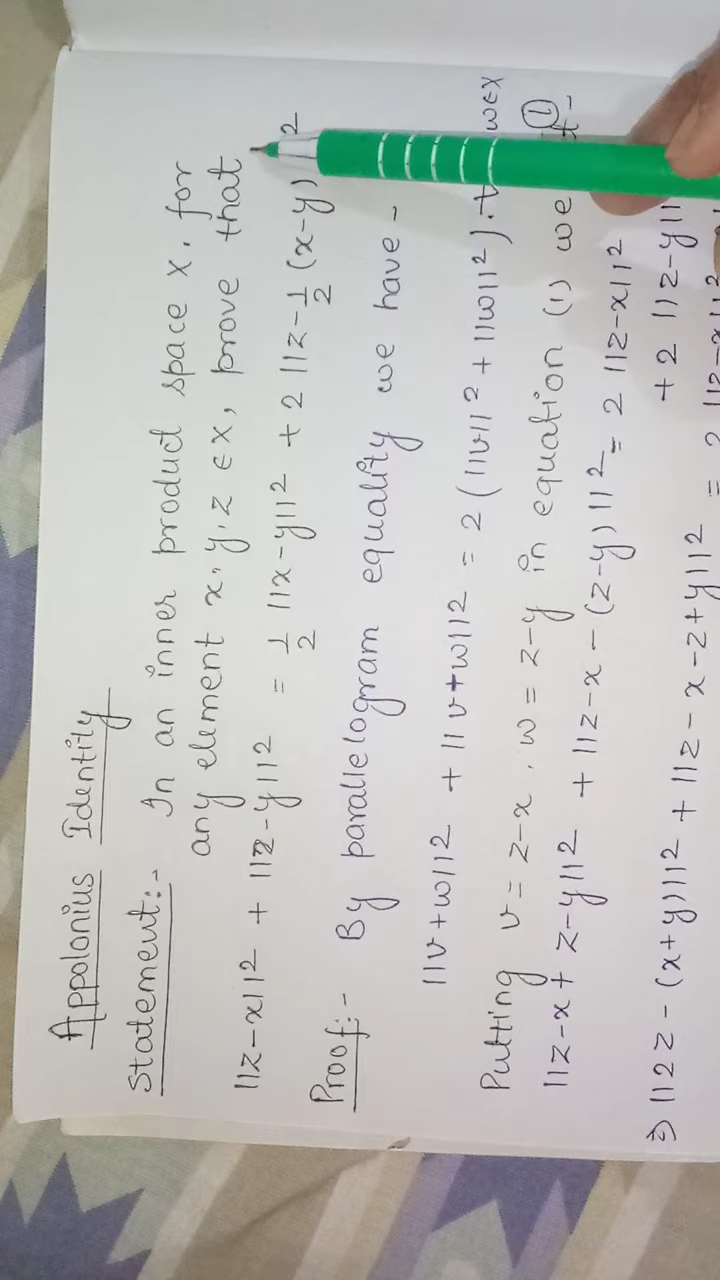 Appolonius Identity
Statement:- In an inner product space X, for
any element x, y, z ∈ X, prove that
||z-x||² + ||z-y||² = 1/2 ||x-y||² + 2 ||z-1/2(x-y) ²
Proof:- By parallelogram equality we have -
||v+w||² + ||v+w||² = 2(||v||² + ||w||²). w∈X
①
Putting v = z-x, w = z-y in equation (1) we
||z-x+z-y||² + ||z-x-(z-y)||² = 2 ||z-x||²
+ 2 ||z-y||
⇒ ||2z-(x+y)||² + ||z-x-z+y||² = 2 ||z-x||²